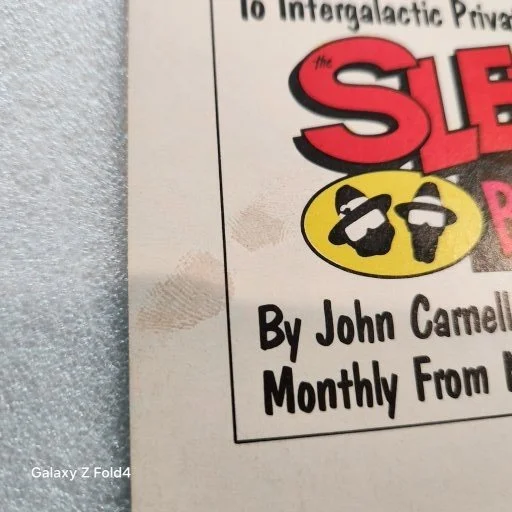 To Intergalactic Priva
the
SLE
B
By John Carnell
Monthly From
Galaxy Z Fold4